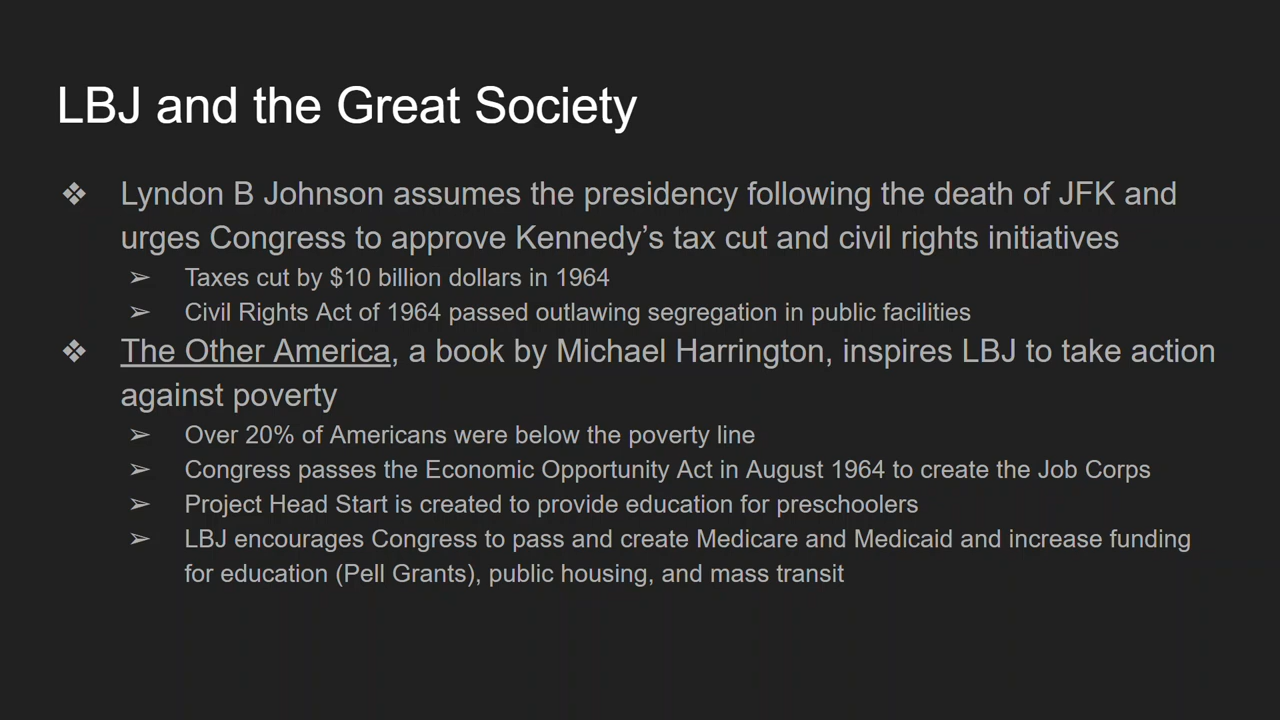 LBJ and the Great Society
❖ Lyndon B Johnson assumes the presidency following the death of JFK and
urges Congress to approve Kennedy’s tax cut and civil rights initiatives
➢ Taxes cut by $10 billion dollars in 1964
➢ Civil Rights Act of 1964 passed outlawing segregation in public facilities
❖ The Other America, a book by Michael Harrington, inspires LBJ to take action
against poverty
➢ Over 20% of Americans were below the poverty line
➢ Congress passes the Economic Opportunity Act in August 1964 to create the Job Corps
➢ Project Head Start is created to provide education for preschoolers
➢ LBJ encourages Congress to pass and create Medicare and Medicaid and increase funding
for education (Pell Grants), public housing, and mass transit